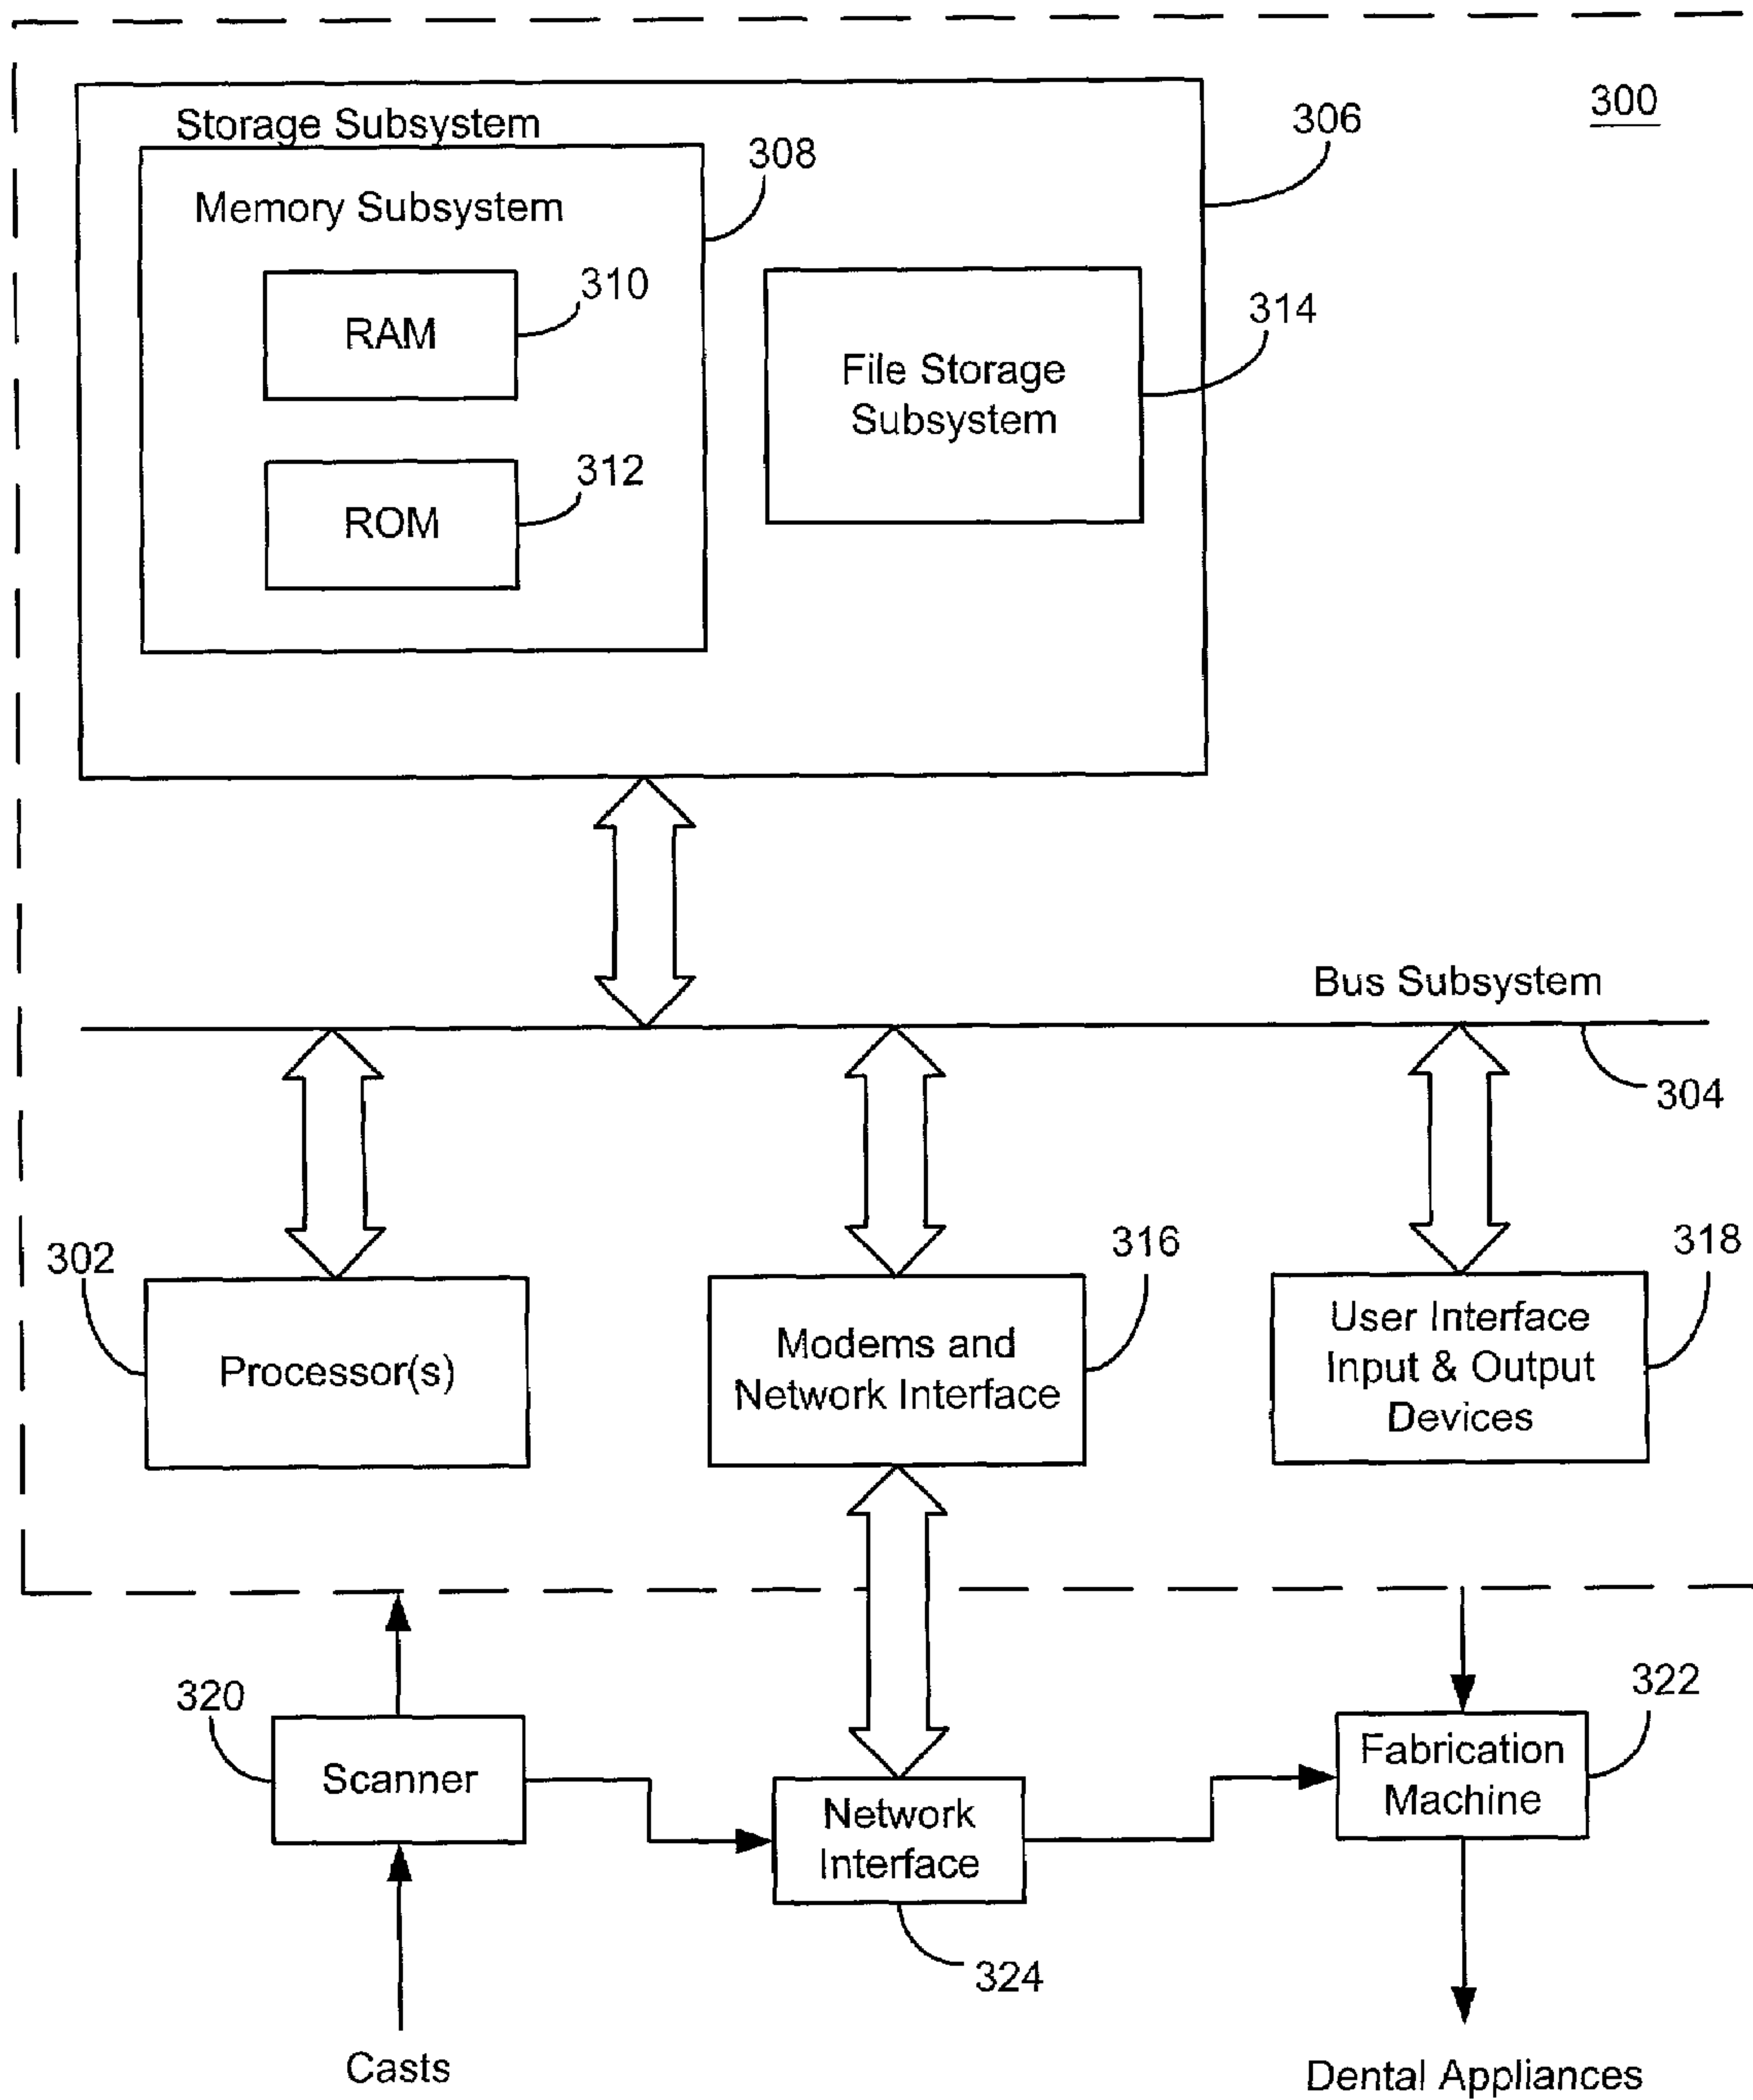 300
306
Storage Subsystem
308
Memory Subsystem
310
RAM
314
File Storage
Subsystem
312
ROM
Bus Subsystem
304
302
316
318
Processor(s)
Modems and
Network Interface
User Interface
Input & Output
Devices
320
322
Scanner
Fabrication
Machine
Network
Interface
324
Casts
Dental Appliances